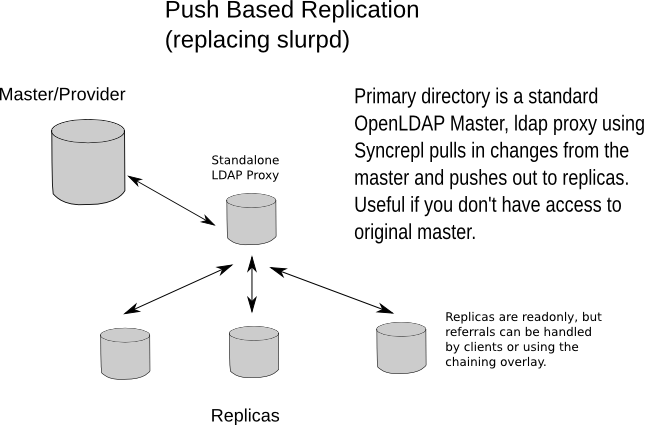 Push Based Replication
(replacing slurpd)
Master/Provider
Primary directory is a standard
OpenLDAP Master, ldap proxy using
Syncrepl pulls in changes from the
master and pushes out to replicas.
Useful if you don't have access to
original master.
Standalone
LDAP Proxy
Replicas are readonly, but
referrals can be handled
by clients or using the
chaining overlay.
Replicas